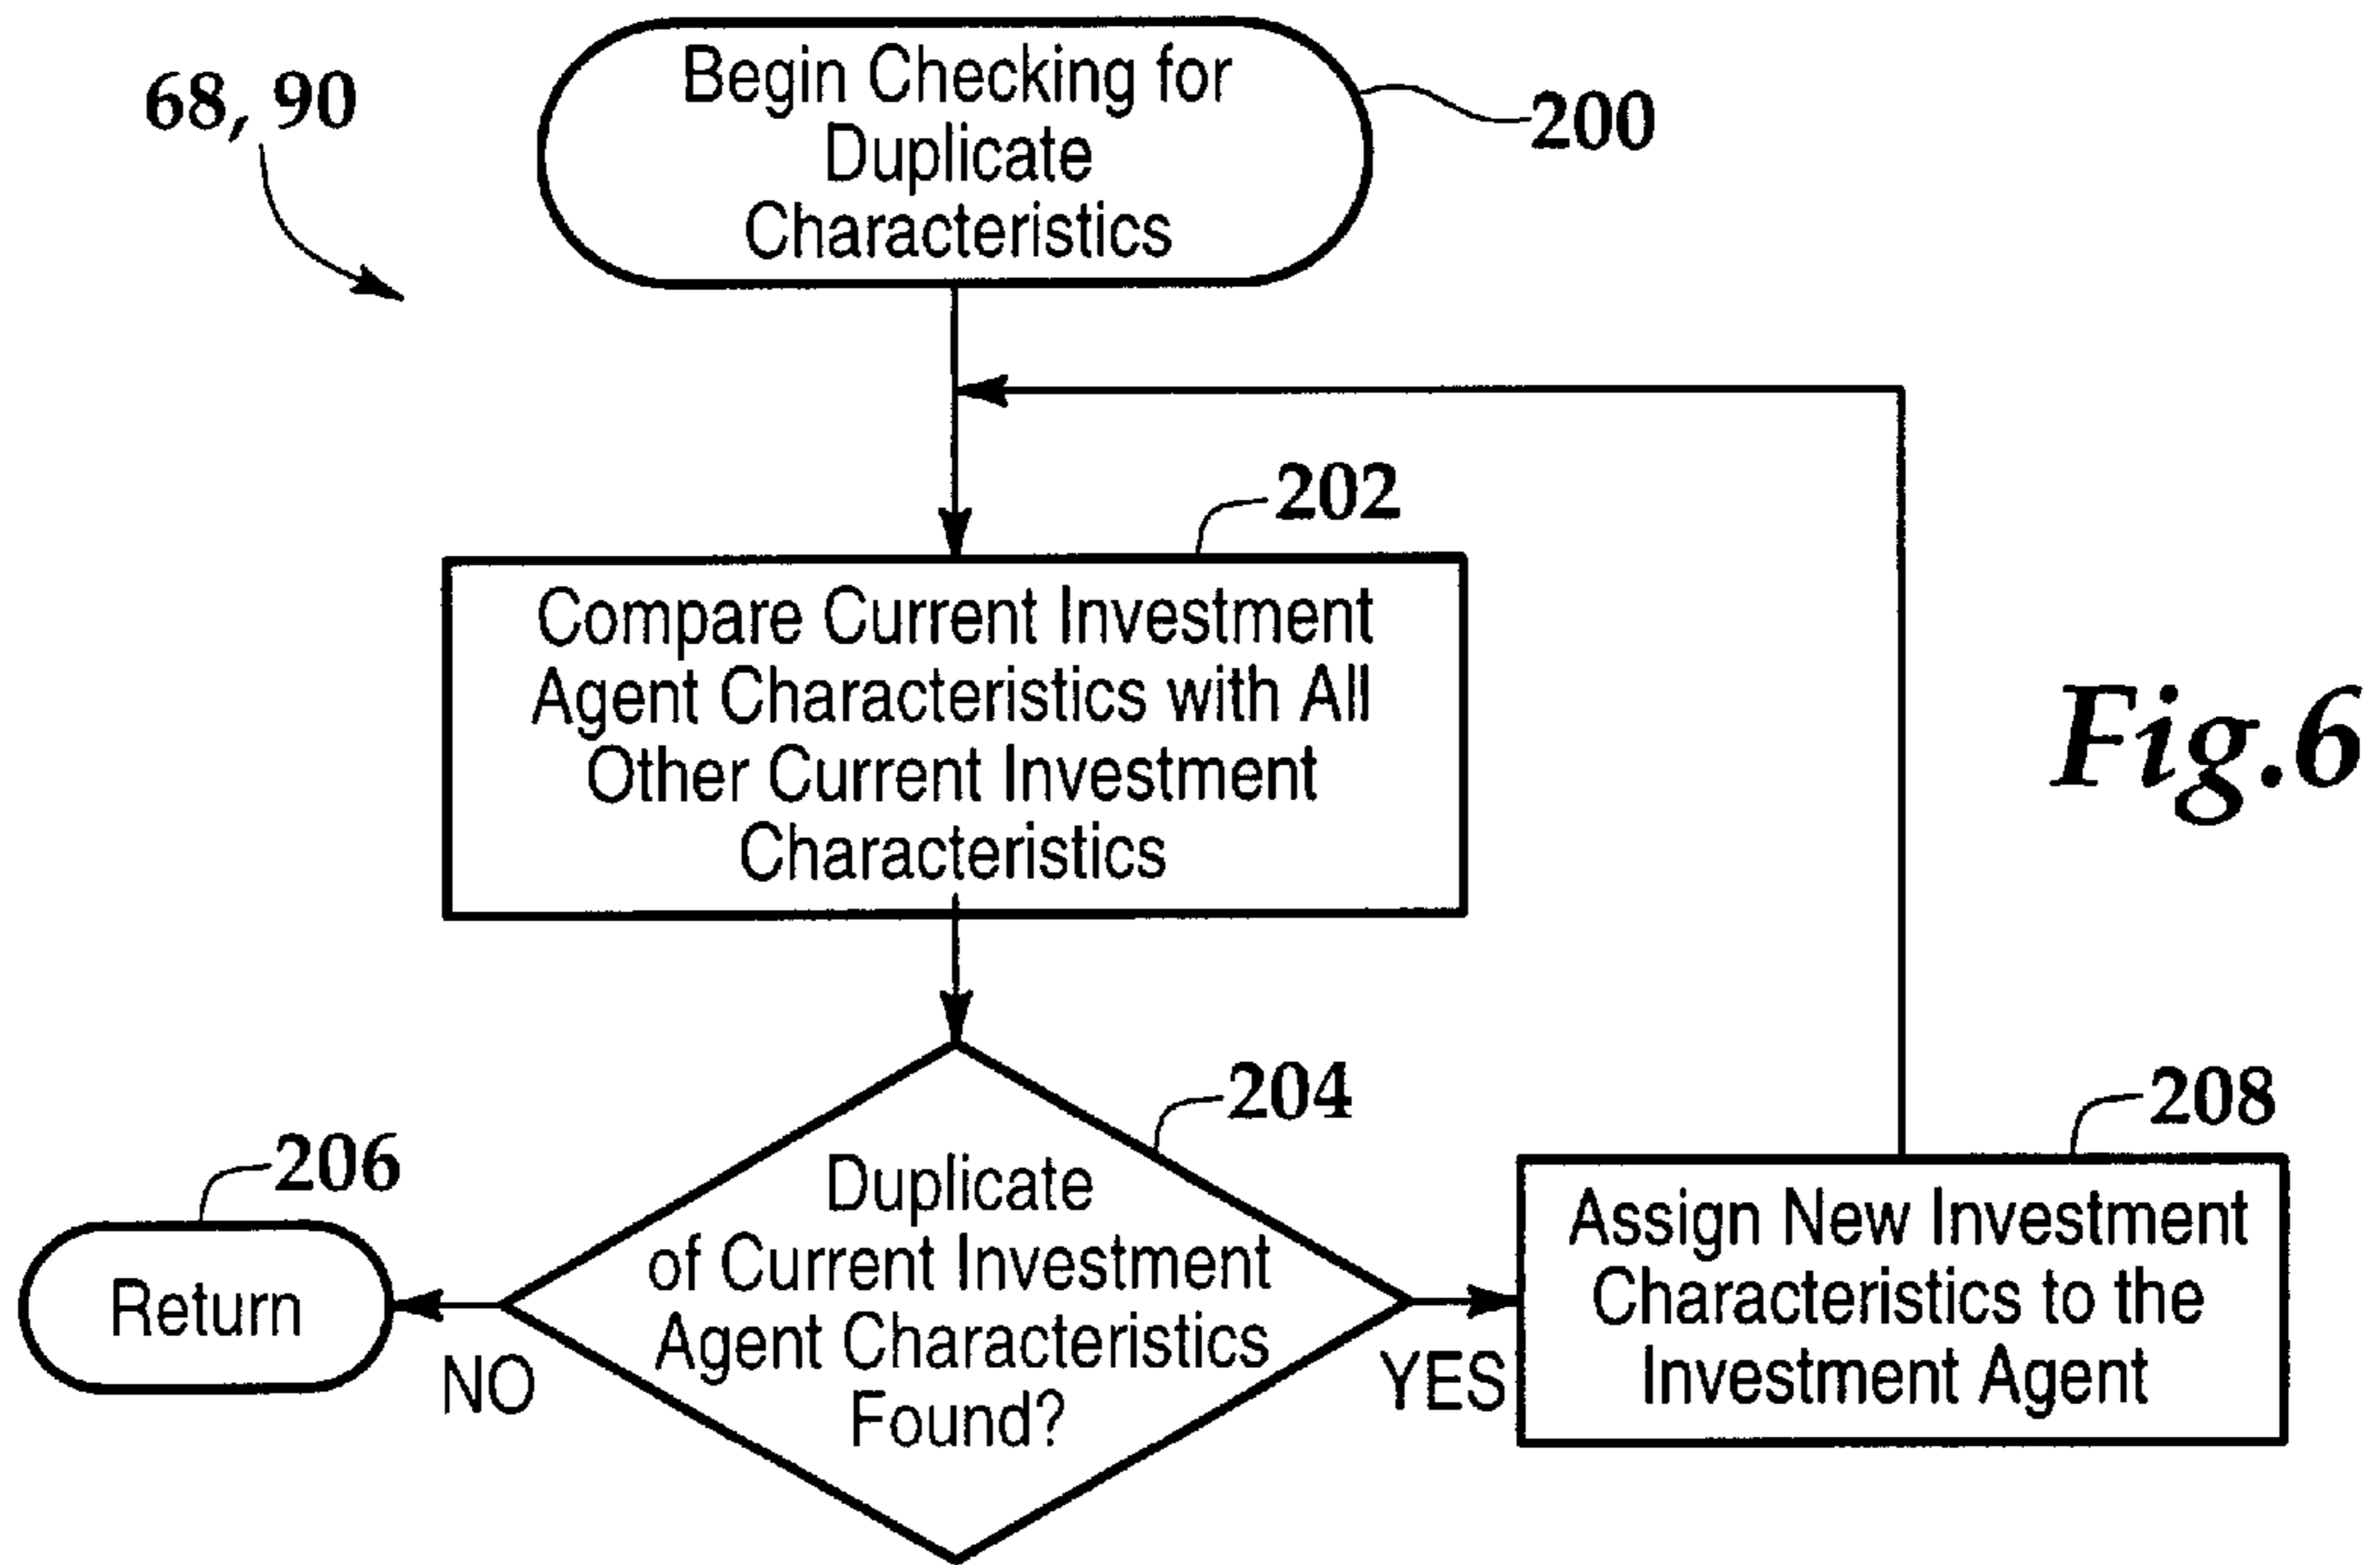 68, 90
Begin Checking for
Duplicate
Characteristics
200
202
Compare Current Investment
Agent Characteristics with All
Other Current Investment
Characteristics
Fig.6
204
Duplicate
of Current Investment
Agent Characteristics
Found?
206
Return
NO
YES
208
Assign New Investment
Characteristics to the
Investment Agent